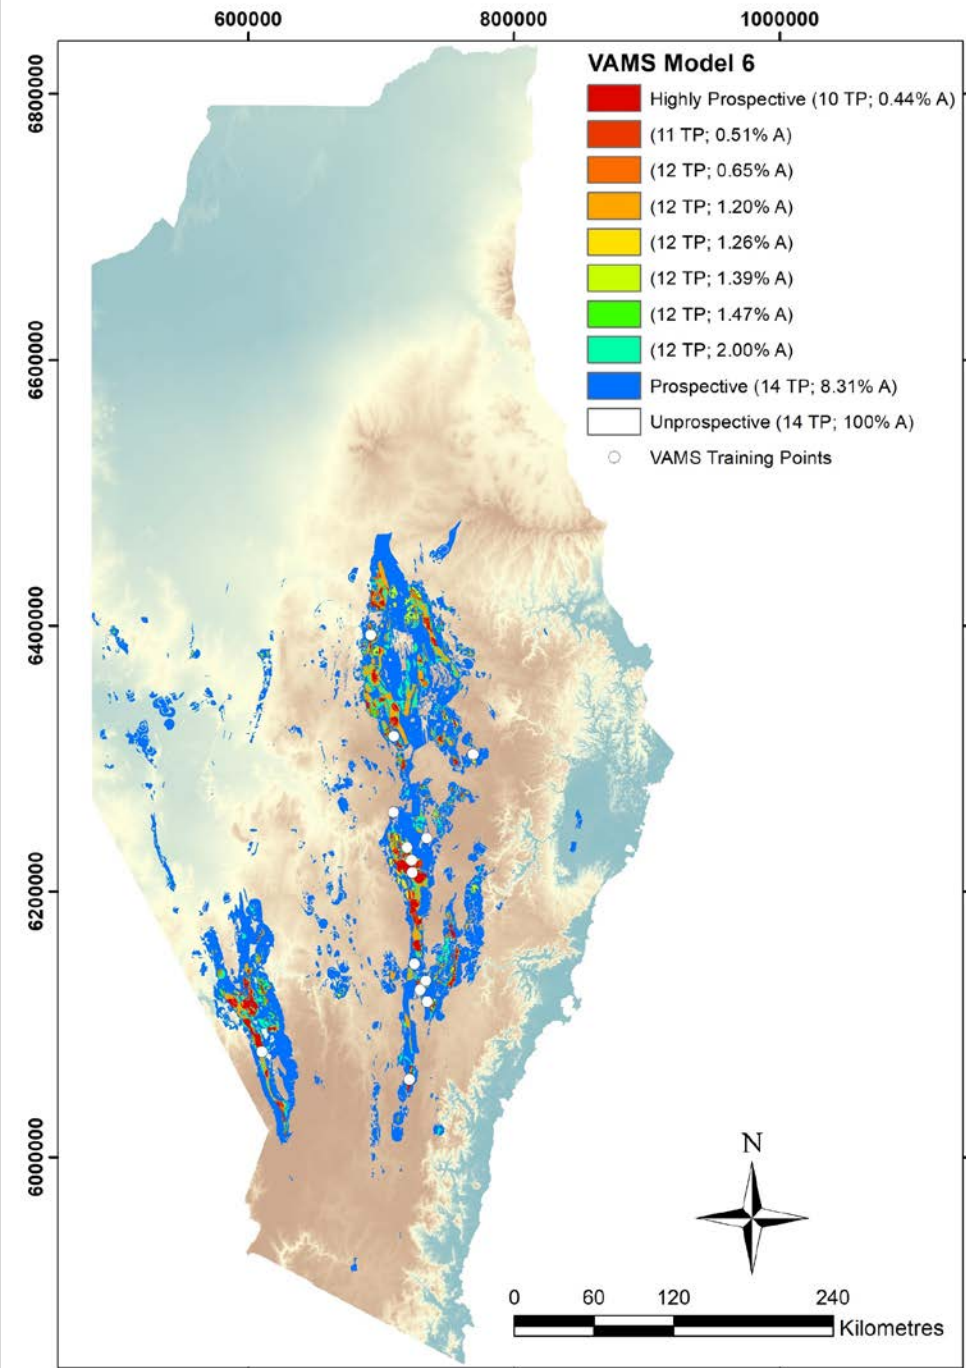 600000 800000 1000000
6800000
6600000
6400000
6200000
6000000
VAMS Model 6
Highly Prospective (10 TP; 0.44% A)
(11 TP; 0.51% A)
(12 TP; 0.65% A)
(12 TP; 1.20% A)
(12 TP; 1.26% A)
(12 TP; 1.39% A)
(12 TP; 1.47% A)
(12 TP; 2.00% A)
Prospective (14 TP; 8.31% A)
Unprospective (14 TP; 100% A)
VAMS Training Points
N
0 60 120 240
Kilometres